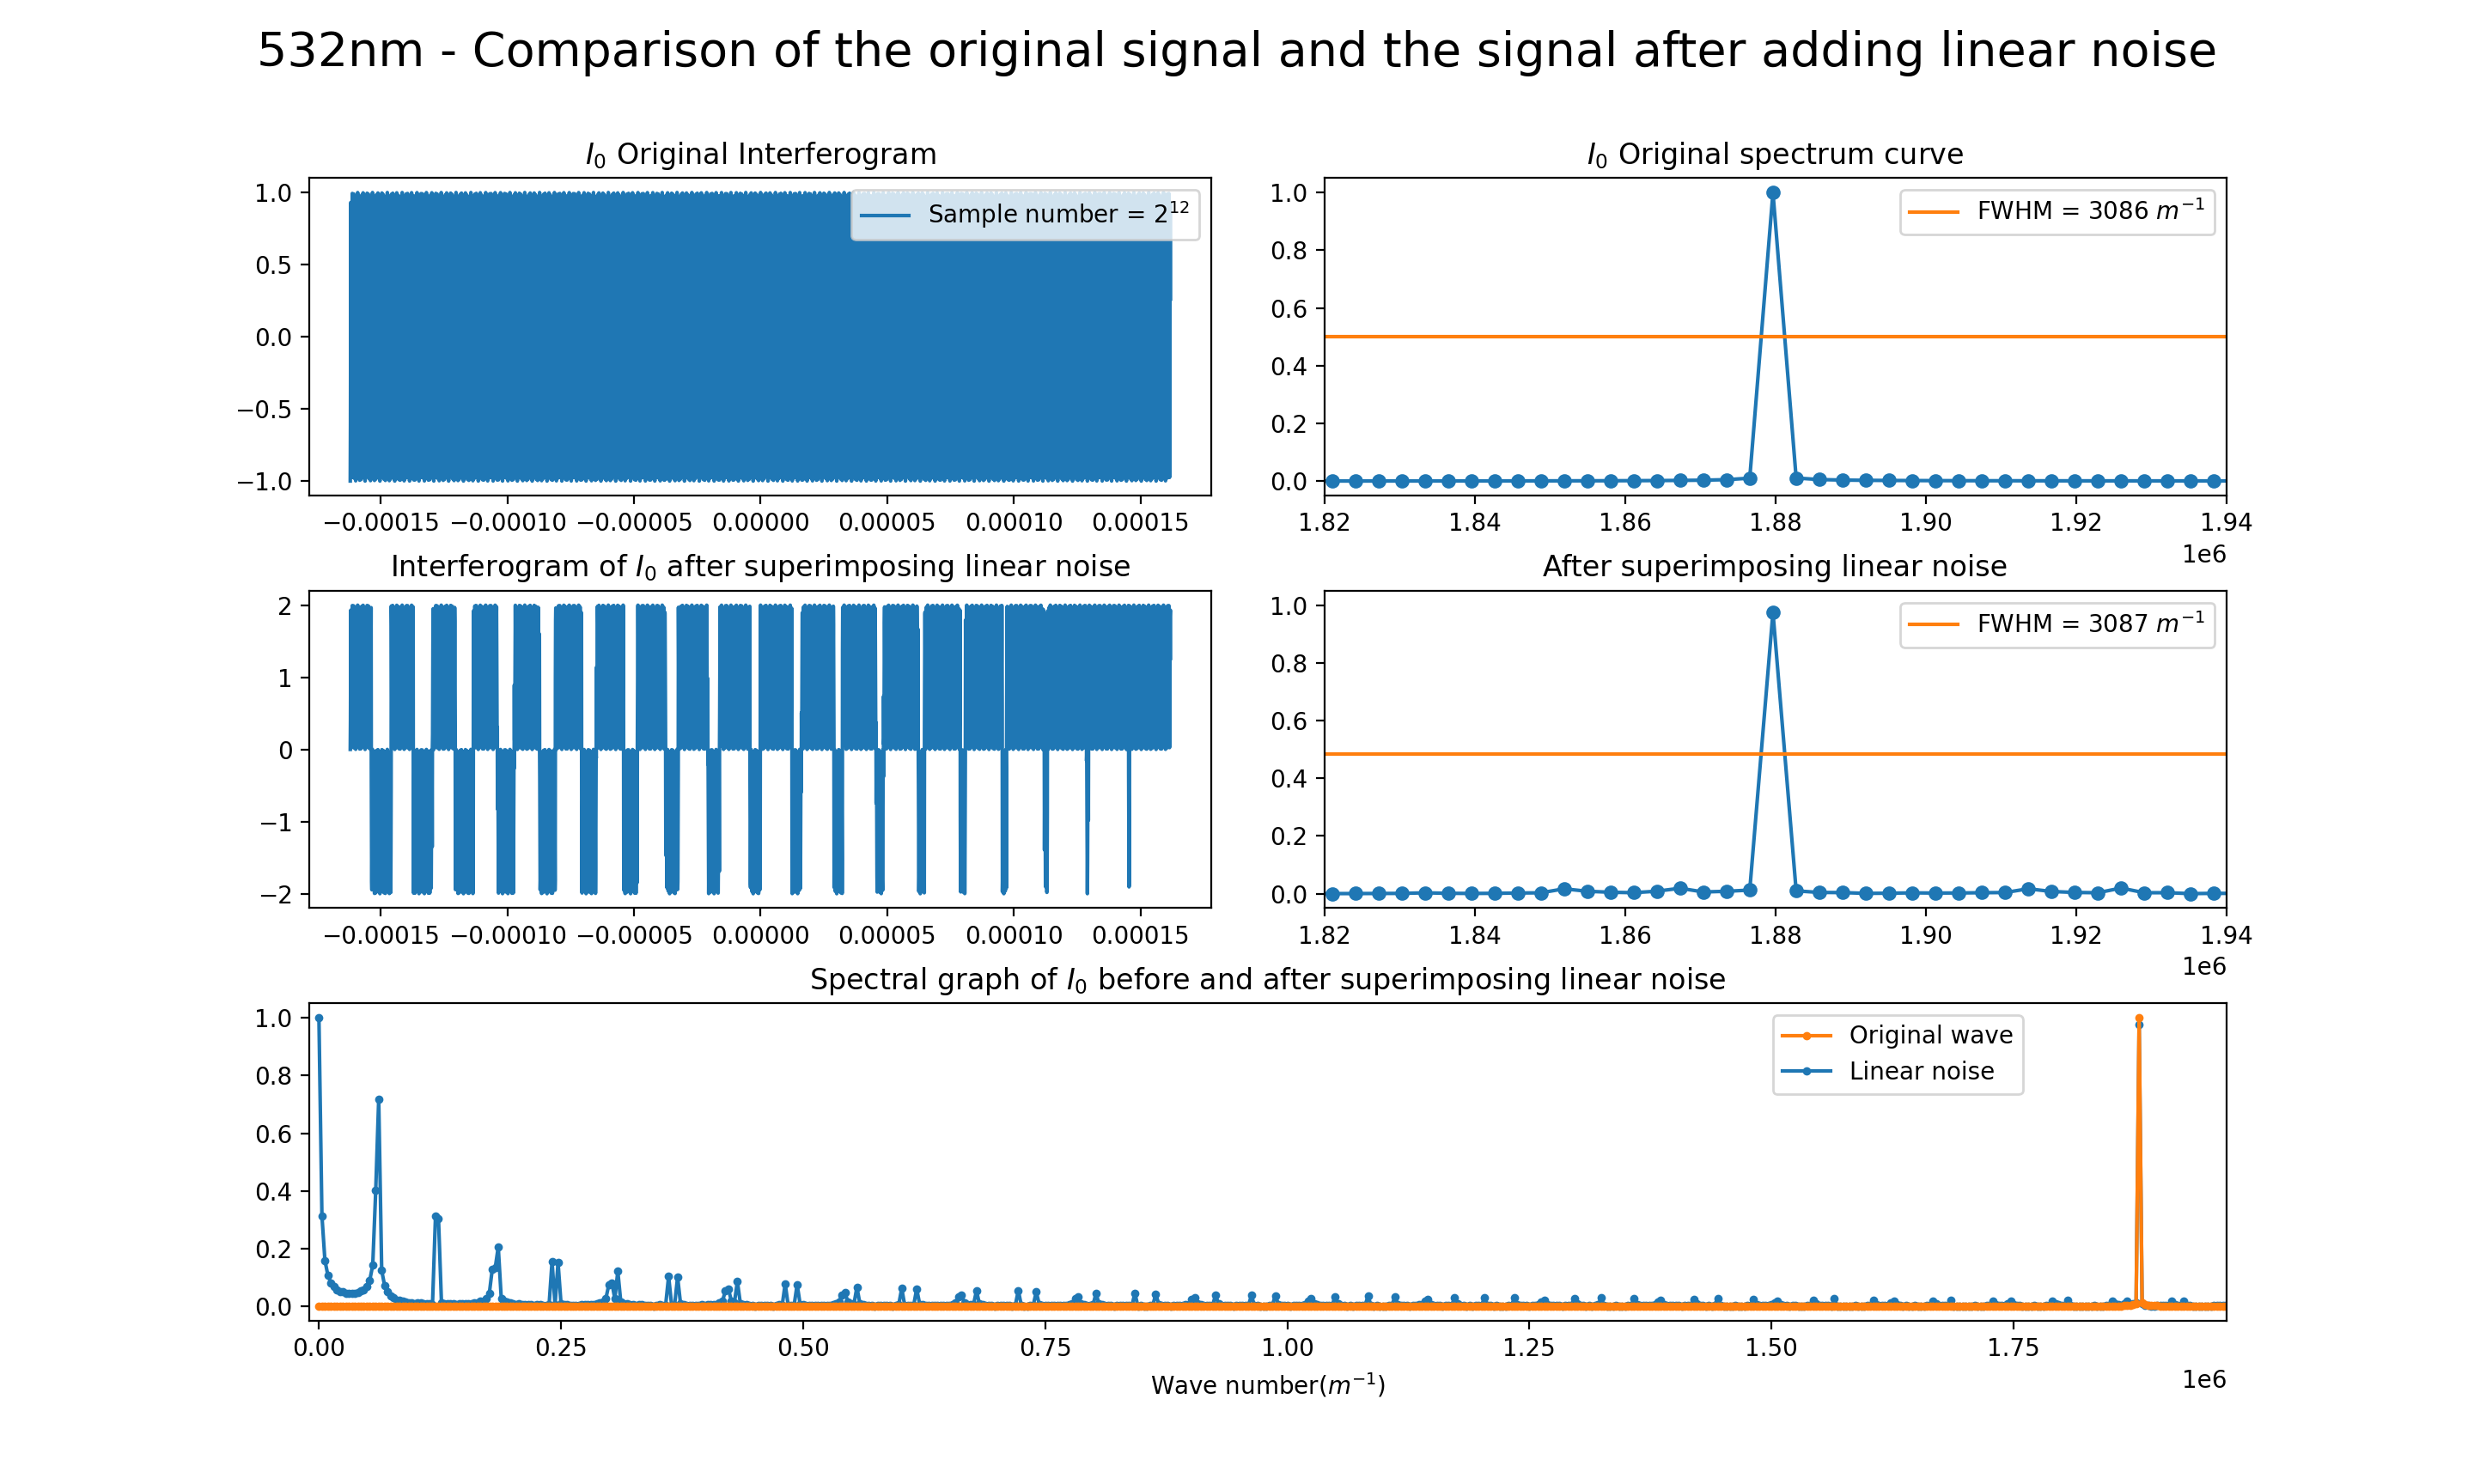 532nm - Comparison of the original signal and the signal after adding linear noise
I₀ Original Interferogram
1.0
0.5
0.0
−0.5
−1.0
Sample number = 2¹²
−0.00015 −0.00010 −0.00005 0.00000 0.00005 0.00010 0.00015
I₀ Original spectrum curve
1.0
0.8
0.6
0.4
0.2
0.0
FWHM = 3086 m⁻¹
1.82 1.84 1.86 1.88 1.90 1.92 1.94
1e6
Interferogram of I₀ after superimposing linear noise
2
1
0
−1
−2
−0.00015 −0.00010 −0.00005 0.00000 0.00005 0.00010 0.00015
After superimposing linear noise
1.0
0.8
0.6
0.4
0.2
0.0
FWHM = 3087 m⁻¹
1.82 1.84 1.86 1.88 1.90 1.92 1.94
1e6
Spectral graph of I₀ before and after superimposing linear noise
1.0
0.8
0.6
0.4
0.2
0.0
Original wave
Linear noise
0.00 0.25 0.50 0.75 1.00 1.25 1.50 1.75
Wave number(m⁻¹)
1e6